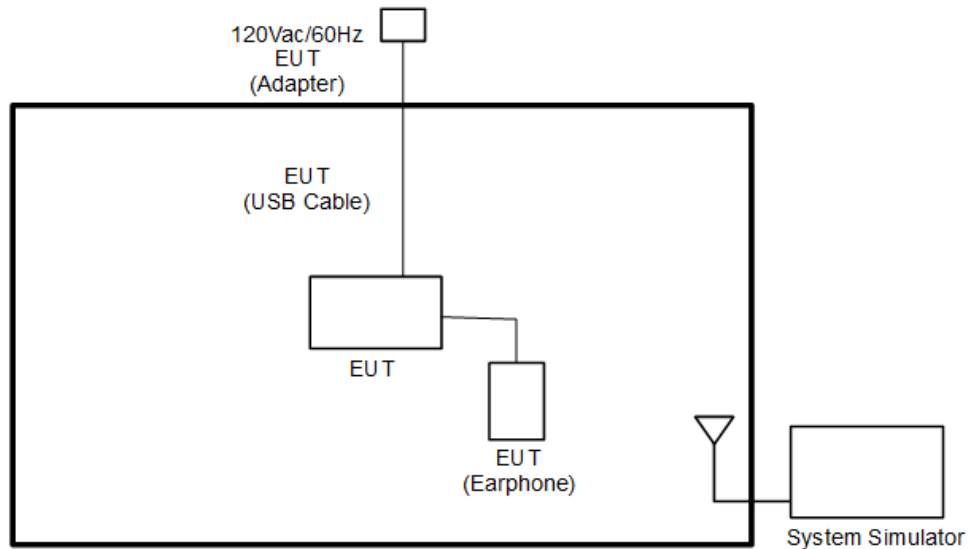 120Vac/60Hz
EUT
(Adapter)
EUT
(USB Cable)
EUT
EUT
(Earphone)
System Simulator